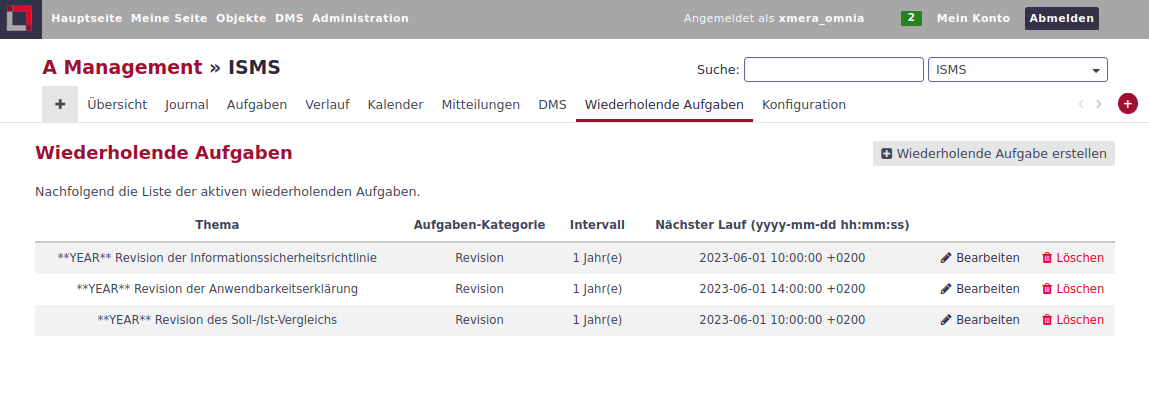 Hauptseite Meine Seite Objekte DMS Administration Angemeldet als xmera_omnia 2 Mein Konto Abmelden
A Management » ISMS Suche: ISMS
+ Übersicht Journal Aufgaben Verlauf Kalender Mitteilungen DMS Wiederholende Aufgaben Konfiguration ‹ › +
Wiederholende Aufgaben Wiederholende Aufgabe erstellen
Nachfolgend die Liste der aktiven wiederholenden Aufgaben.
Thema Aufgaben-Kategorie Intervall Nächster Lauf (yyyy-mm-dd hh:mm:ss)
**YEAR** Revision der Informationssicherheitsrichtlinie Revision 1 Jahr(e) 2023-06-01 10:00:00 +0200 Bearbeiten Löschen
**YEAR** Revision der Anwendbarkeitserklärung Revision 1 Jahr(e) 2023-06-01 14:00:00 +0200 Bearbeiten Löschen
**YEAR** Revision des Soll-/Ist-Vergleichs Revision 1 Jahr(e) 2023-06-01 10:00:00 +0200 Bearbeiten Löschen